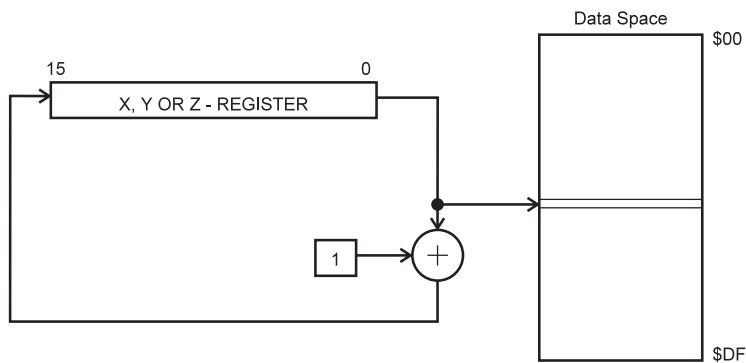 Data Space
$00
15 0
X, Y OR Z - REGISTER
1
+
$DF